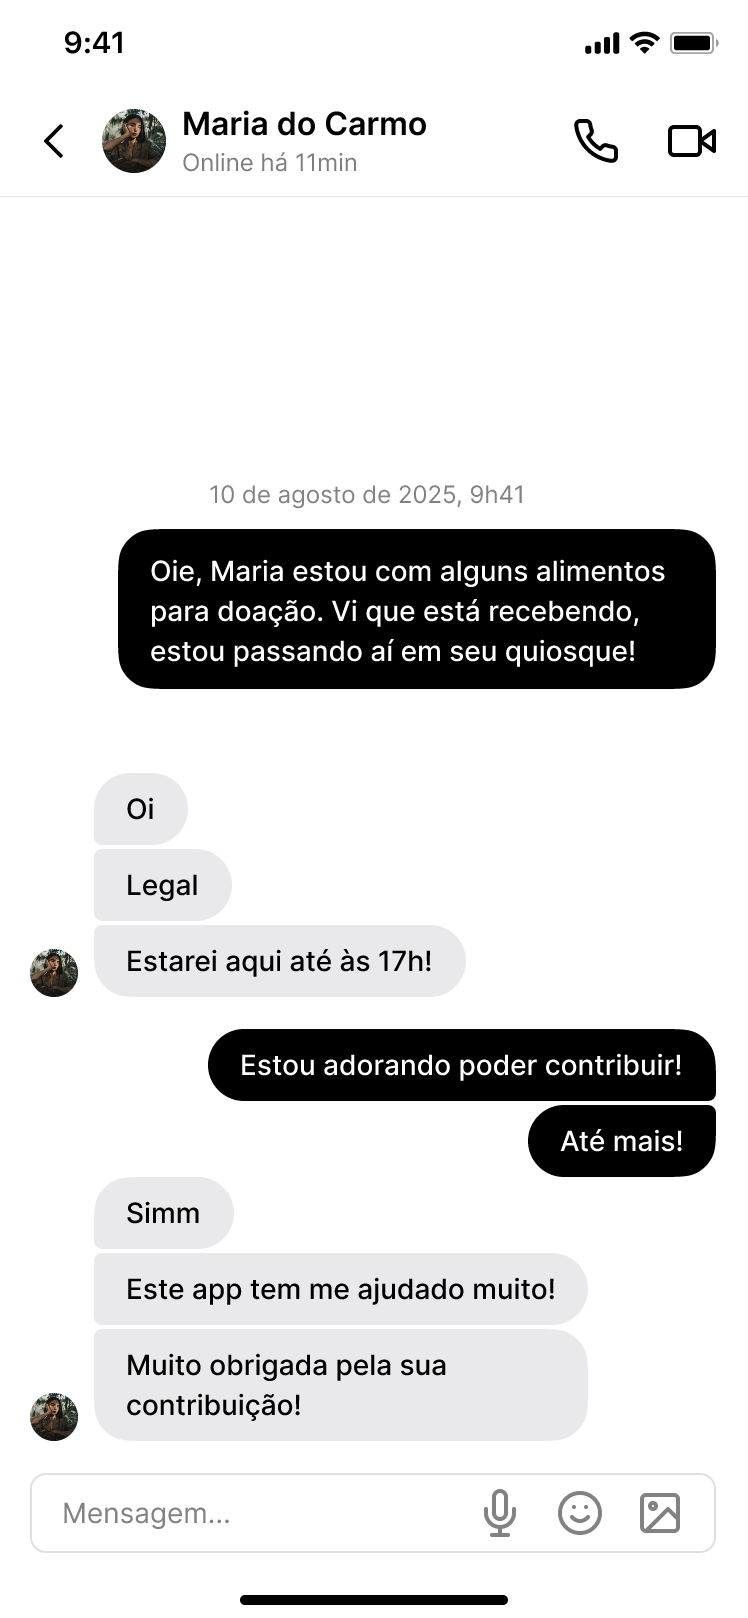 9:41
Maria do Carmo
Online há 11min
10 de agosto de 2025, 9h41
Oie, Maria estou com alguns alimentos
para doação. Vi que está recebendo,
estou passando aí em seu quiosque!
Oi
Legal
Estarei aqui até às 17h!
Estou adorando poder contribuir!
Até mais!
Simm
Este app tem me ajudado muito!
Muito obrigada pela sua
contribuição!
Mensagem...